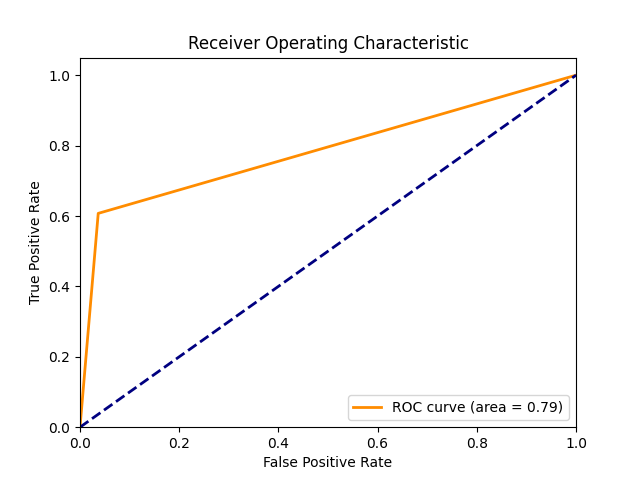 Receiver Operating Characteristic
True Positive Rate
1.0
0.8
0.6
0.4
0.2
0.0
ROC curve (area = 0.79)
0.0 0.2 0.4 0.6 0.8 1.0
False Positive Rate